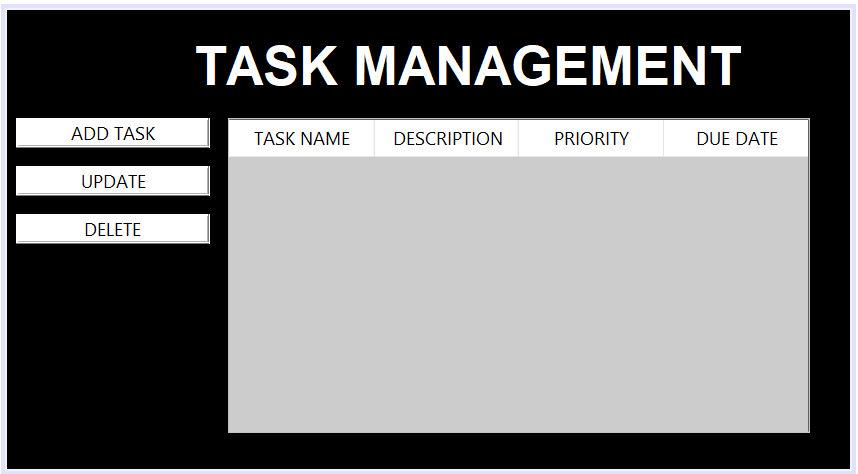 TASK MANAGEMENT
ADD TASK
UPDATE
DELETE
TASK NAME DESCRIPTION PRIORITY DUE DATE